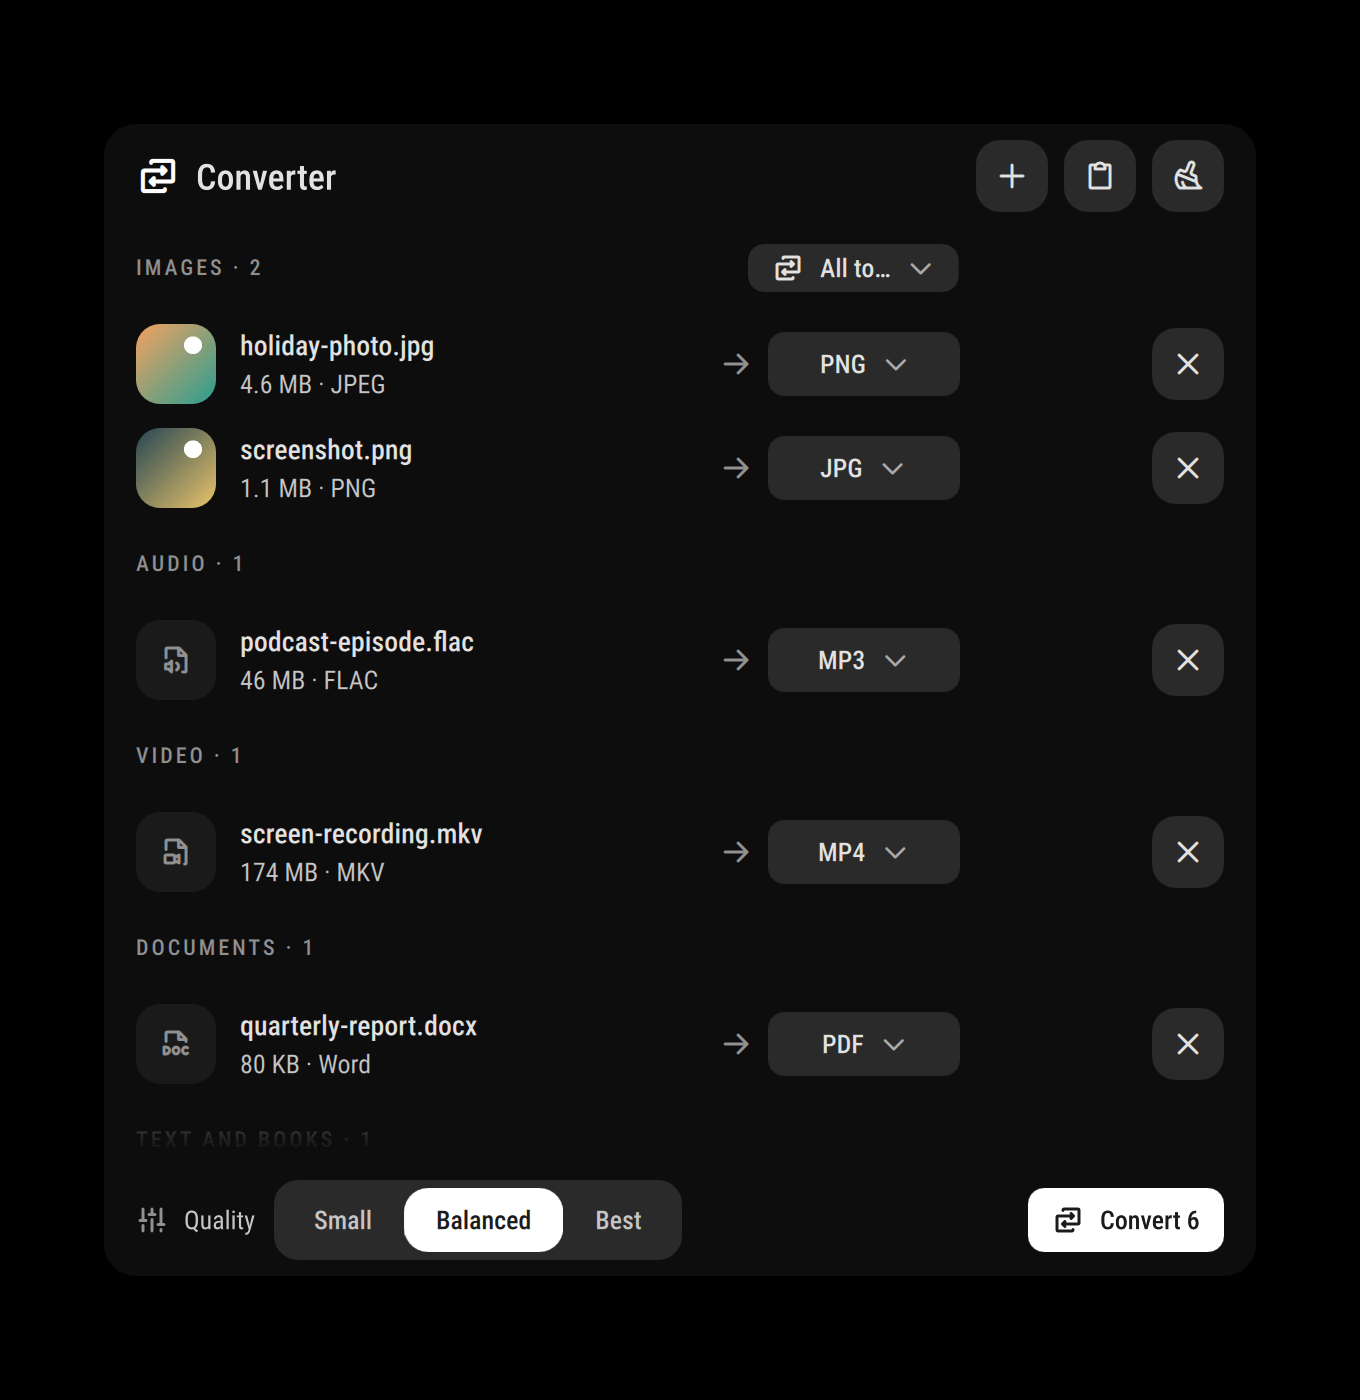 Converter
IMAGES · 2
All to...
holiday-photo.jpg
4.6 MB · JPEG
PNG
screenshot.png
1.1 MB · PNG
JPG
AUDIO · 1
podcast-episode.flac
46 MB · FLAC
MP3
VIDEO · 1
screen-recording.mkv
174 MB · MKV
MP4
DOCUMENTS · 1
quarterly-report.docx
80 KB · Word
DOC
PDF
TEXT AND BOOKS · 1
Quality
Small
Balanced
Best
Convert 6